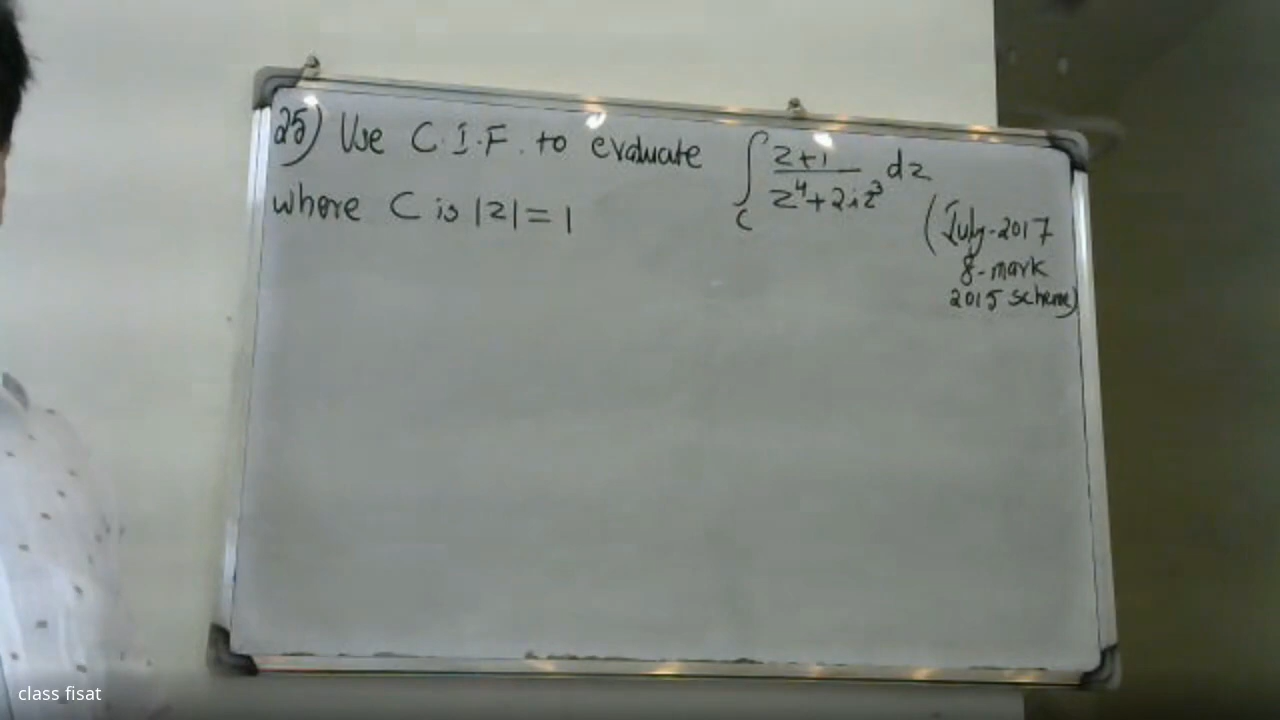 25) Use C.I.F. to evaluate ∫_C (z+1)/(z⁴+2iz³) dz
where C is |z| = 1
(July-2017
8-mark
2015 scheme)
class fisat